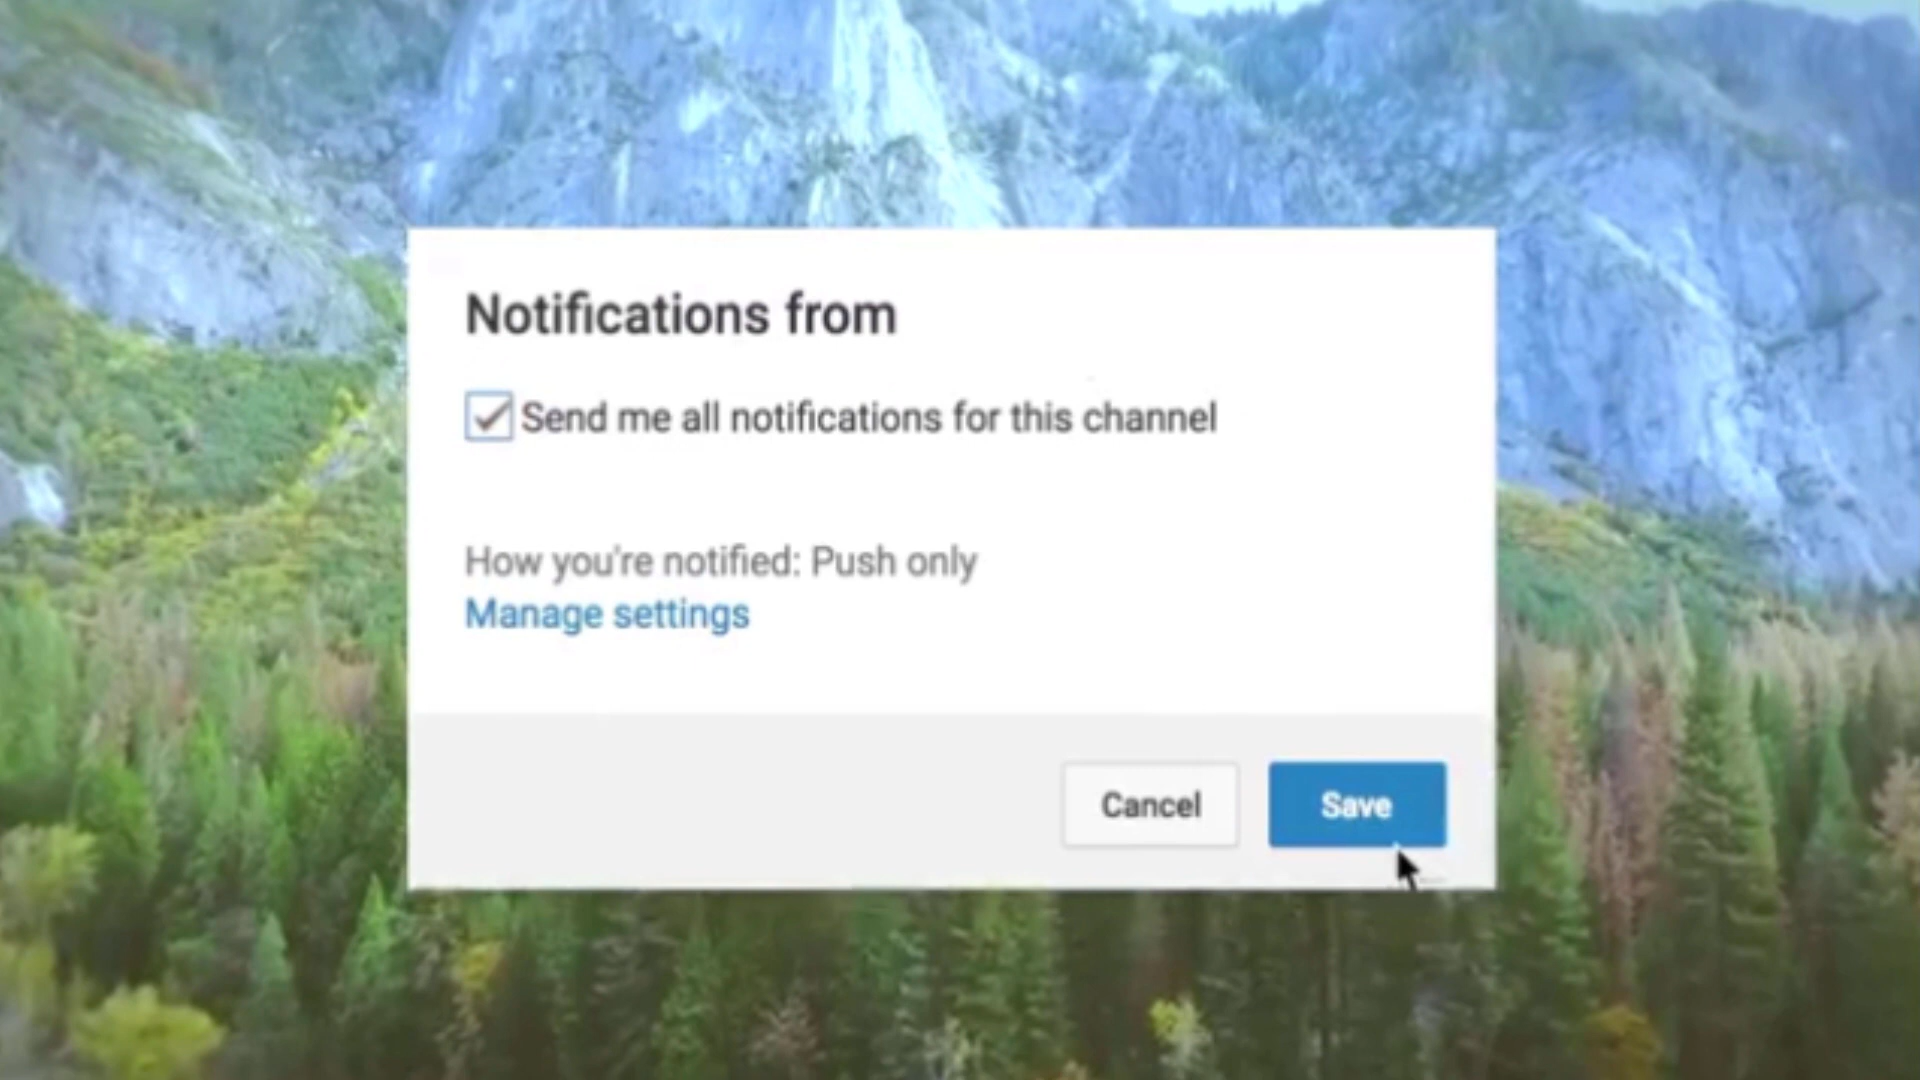 Notifications from
Send me all notifications for this channel
How you're notified: Push only
Manage settings
Cancel
Save